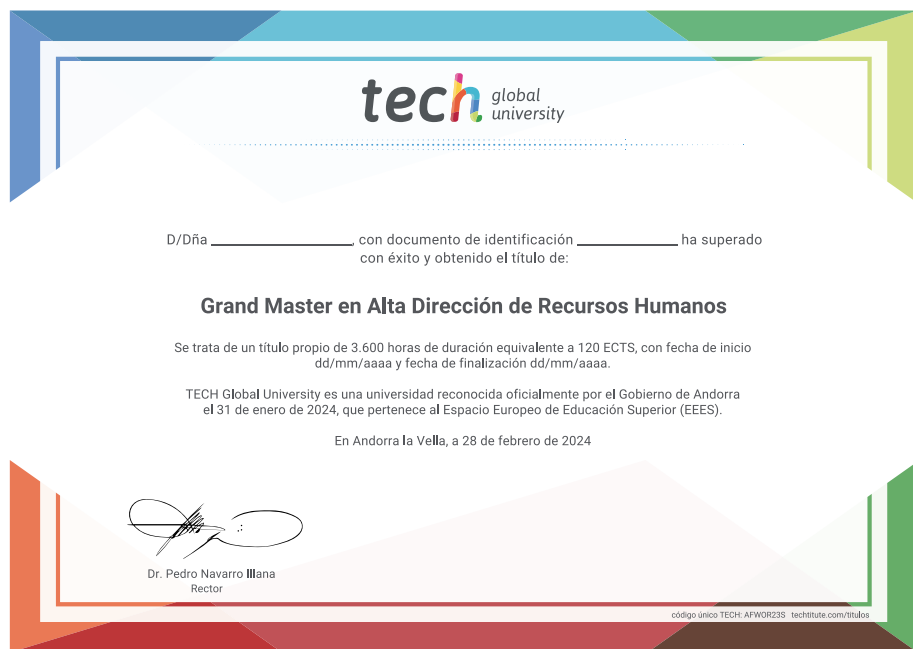 tech global university
D/Dña ________________, con documento de identificación ____________ ha superado
con éxito y obtenido el título de:
Grand Master en Alta Dirección de Recursos Humanos
Se trata de un título propio de 3.600 horas de duración equivalente a 120 ECTS, con fecha de inicio
dd/mm/aaaa y fecha de finalización dd/mm/aaaa.
TECH Global University es una universidad reconocida oficialmente por el Gobierno de Andorra
el 31 de enero de 2024, que pertenece al Espacio Europeo de Educación Superior (EEES).
En Andorra la Vella, a 28 de febrero de 2024
Dr. Pedro Navarro Illana
Rector
código único TECH: AFWOR23S techtitute.com/titulos